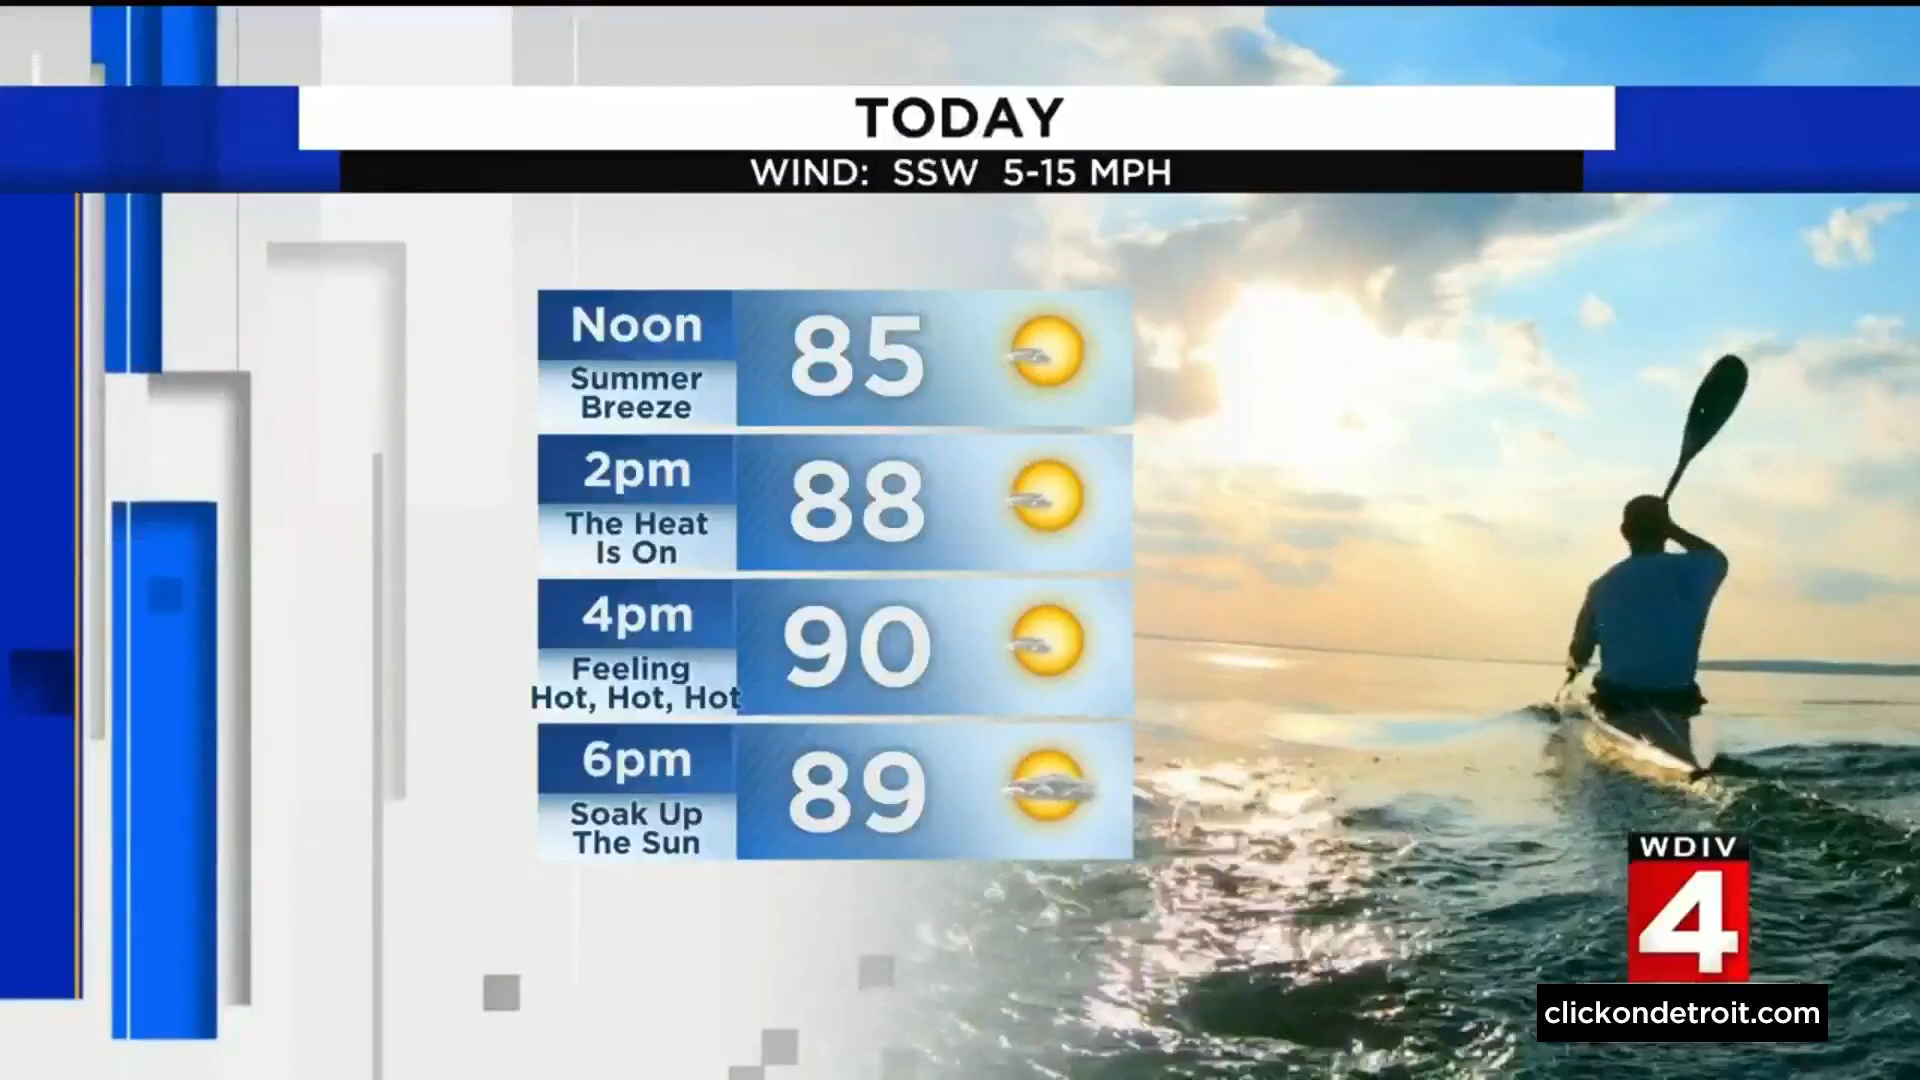 TODAY
WIND: SSW 5-15 MPH
Noon
Summer
Breeze
85
2pm
The Heat
Is On
88
4pm
Feeling
Hot, Hot, Hot
90
6pm
Soak Up
The Sun
89
WDIV
4
clickondetroit.com